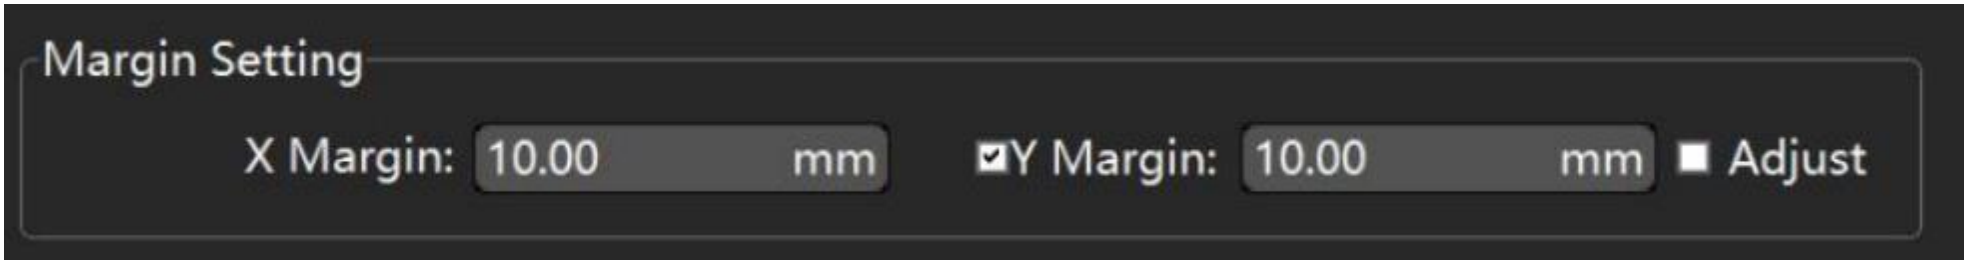 Margin Setting
X Margin: 10.00 mm Y Margin: 10.00 mm Adjust